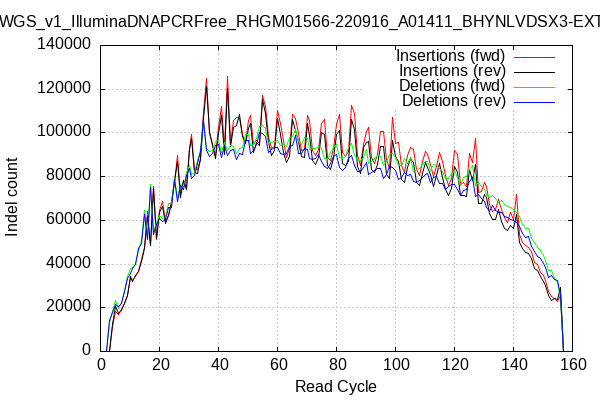 WGS_v1_IlluminaDNAPCRFree_RHGM01566-220916_A01411_BHYNLVDSX3-EXT
140000
120000
100000
80000
60000
40000
20000
0
Indel count
Insertions (fwd)
Insertions (rev)
Deletions (fwd)
Deletions (rev)
0 20 40 60 80 100 120 140 160
Read Cycle